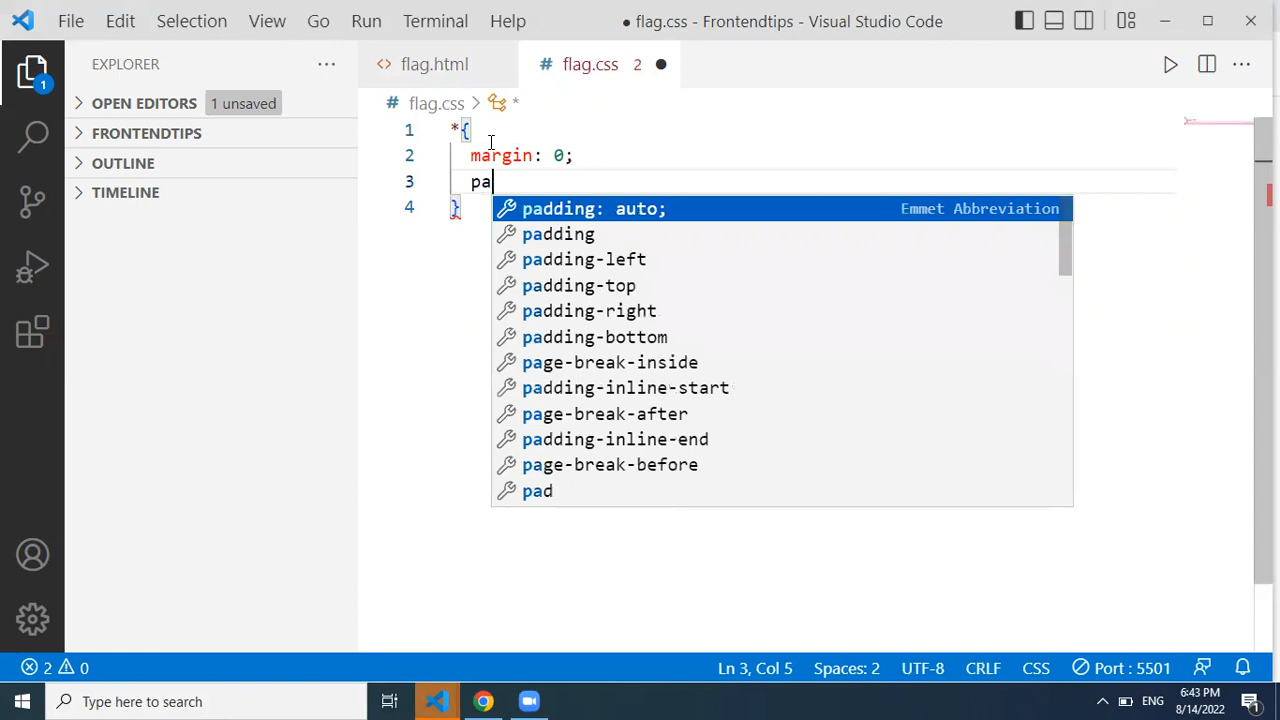 File Edit Selection View Go Run Terminal Help ● flag.css - Frontendtips - Visual Studio Code
EXPLORER ···
<> flag.html
# flag.css 2 ●
OPEN EDITORS 1 unsaved
FRONTENDTIPS
OUTLINE
TIMELINE
# flag.css > *
1 *{
2 margin: 0;
3 pa
4 }
padding: auto; Emmet Abbreviation
padding
padding-left
padding-top
padding-right
padding-bottom
page-break-inside
padding-inline-start
page-break-after
padding-inline-end
page-break-before
pad
1
2 0 Ln 3, Col 5 Spaces: 2 UTF-8 CRLF CSS Port : 5501
Type here to search
ENG
6:43 PM
8/14/2022
1